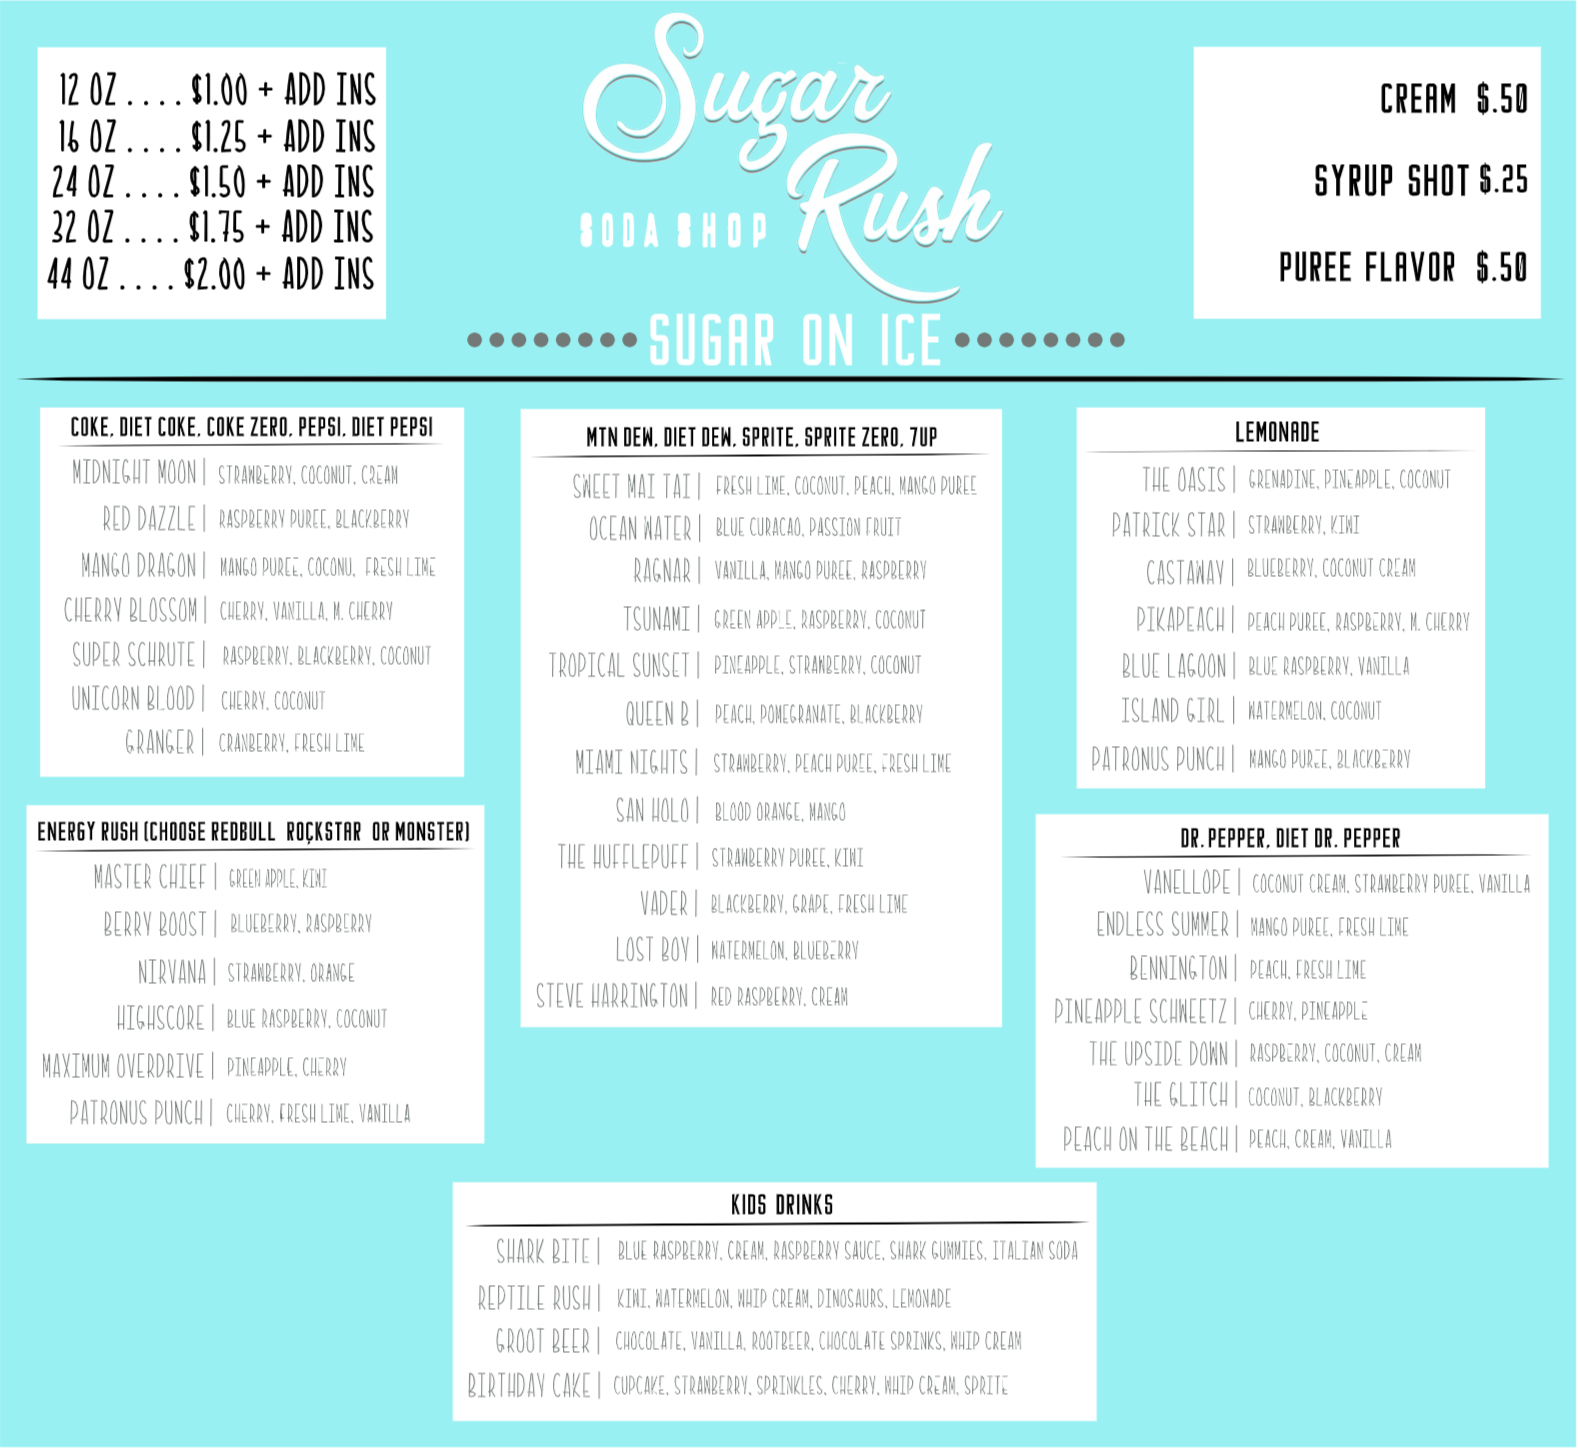 12 OZ . . . . $1.00 + ADD INS
16 OZ . . . . $1.25 + ADD INS
24 OZ . . . . $1.50 + ADD INS
32 OZ . . . . $1.75 + ADD INS
44 OZ . . . . $2.00 + ADD INS
Sugar
Rush
SODA SHOP
SUGAR ON ICE
CREAM $.50
SYRUP SHOT $.25
PUREE FLAVOR $.50
COKE, DIET COKE, COKE ZERO, PEPSI, DIET PEPSI
MIDNIGHT MOON | STRAWBERRY, COCONUT, CREAM
RED DAZZLE | RASPBERRY PUREE, BLACKBERRY
MANGO DRAGON | MANGO PUREE, COCONU, FRESH LIME
CHERRY BLOSSOM | CHERRY, VANILLA, M. CHERRY
SUPER SCHRUTE | RASPBERRY, BLACKBERRY, COCONUT
UNICORN BLOOD | CHERRY, COCONUT
GRANGER | CRANBERRY, FRESH LIME
ENERGY RUSH (CHOOSE REDBULL ROÇKSTAR OR MONSTER)
MASTER CHIEF | GREEN APPLE, KIWI
BERRY BOOST | BLUEBERRY, RASPBERRY
NIRVANA | STRAWBERRY, ORANGE
HIGHSCORE | BLUE RASPBERRY, COCONUT
MAXIMUM OVERDRIVE | PINEAPPLE, CHERRY
PATRONUS PUNCH | CHERRY, FRESH LIME, VANILLA
MTN DEW, DIET DEW, SPRITE, SPRITE ZERO, 7UP
SWEET MAI TAI | FRESH LIME, COCONUT, PEACH, MANGO PUREE
OCEAN WATER | BLUE CURACAO, PASSION FRUIT
RAGNAR | VANILLA, MANGO PUREE, RASPBERRY
TSUNAMI | GREEN APPLE, RASPBERRY, COCONUT
TROPICAL SUNSET | PINEAPPLE, STRAWBERRY, COCONUT
QUEEN B | PEACH, POMEGRANATE, BLACKBERRY
MIAMI NIGHTS | STRAWBERRY, PEACH PUREE, FRESH LIME
SAN HOLO | BLOOD ORANGE, MANGO
THE HUFFLEPUFF | STRAWBERRY PUREE, KIWI
VADER | BLACKBERRY, GRAPE, FRESH LIME
LOST BOY | WATERMELON, BLUEBERRY
STEVE HARRINGTON | RED RASPBERRY, CREAM
LEMONADE
THE OASIS | GRENADINE, PINEAPPLE, COCONUT
PATRICK STAR | STRAWBERRY, KIWI
CASTAWAY | BLUEBERRY, COCONUT CREAM
PIKAPEACH | PEACH PUREE, RASPBERRY, M. CHERRY
BLUE LAGOON | BLUE RASPBERRY, VANILLA
ISLAND GIRL | WATERMELON, COCONUT
PATRONUS PUNCH | MANGO PUREE, BLACKBERRY
DR. PEPPER, DIET DR. PEPPER
VANELLOPE | COCONUT CREAM, STRAWBERRY PUREE, VANILLA
ENDLESS SUMMER | MANGO PUREE, FRESH LIME
BENNINGTON | PEACH, FRESH LIME
PINEAPPLE SCHWEETZ | CHERRY, PINEAPPLE
THE UPSIDE DOWN | RASPBERRY, COCONUT, CREAM
THE GLITCH | COCONUT, BLACKBERRY
PEACH ON THE BEACH | PEACH, CREAM, VANILLA
KIDS DRINKS
SHARK BITE | BLUE RASPBERRY, CREAM, RASPBERRY SAUCE, SHARK GUMMIES, ITALIAN SODA
REPTILE RUSH | KIWI, WATERMELON, WHIP CREAM, DINOSAURS, LEMONADE
GROOT BEER | CHOCOLATE, VANILLA, ROOTBEER, CHOCOLATE SPRINKS, WHIP CREAM
BIRTHDAY CAKE | CUPCAKE, STRAWBERRY, SPRINKLES, CHERRY, WHIP CREAM, SPRITE